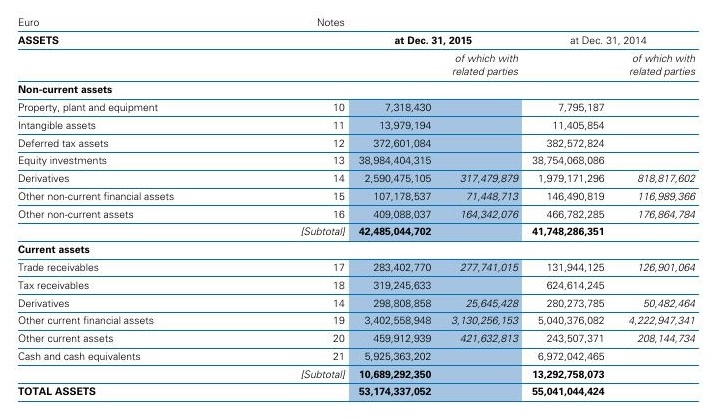 Euro Notes
ASSETS at Dec. 31, 2015 at Dec. 31, 2014
of which with of which with
related parties related parties
Non-current assets
Property, plant and equipment 10 7,318,430 7,795,187
Intangible assets 11 13,979,194 11,405,854
Deferred tax assets 12 372,601,084 382,572,824
Equity investments 13 38,984,404,315 38,754,068,086
Derivatives 14 2,590,475,105 317,479,879 1,979,171,296 818,817,602
Other non-current financial assets 15 107,178,537 71,448,713 146,490,819 116,989,366
Other non-current assets 16 409,088,037 164,342,076 466,782,285 176,864,784
[Subtotal] 42,485,044,702 41,748,286,351
Current assets
Trade receivables 17 283,402,770 277,741,015 131,944,125 126,901,064
Tax receivables 18 319,245,633 624,614,245
Derivatives 14 298,808,858 25,645,428 280,273,785 50,482,464
Other current financial assets 19 3,402,558,948 3,130,256,153 5,040,376,082 4,222,947,341
Other current assets 20 459,912,939 421,632,813 243,507,371 208,144,734
Cash and cash equivalents 21 5,925,363,202 6,972,042,465
[Subtotal] 10,689,292,350 13,292,758,073
TOTAL ASSETS 53,174,337,052 55,041,044,424